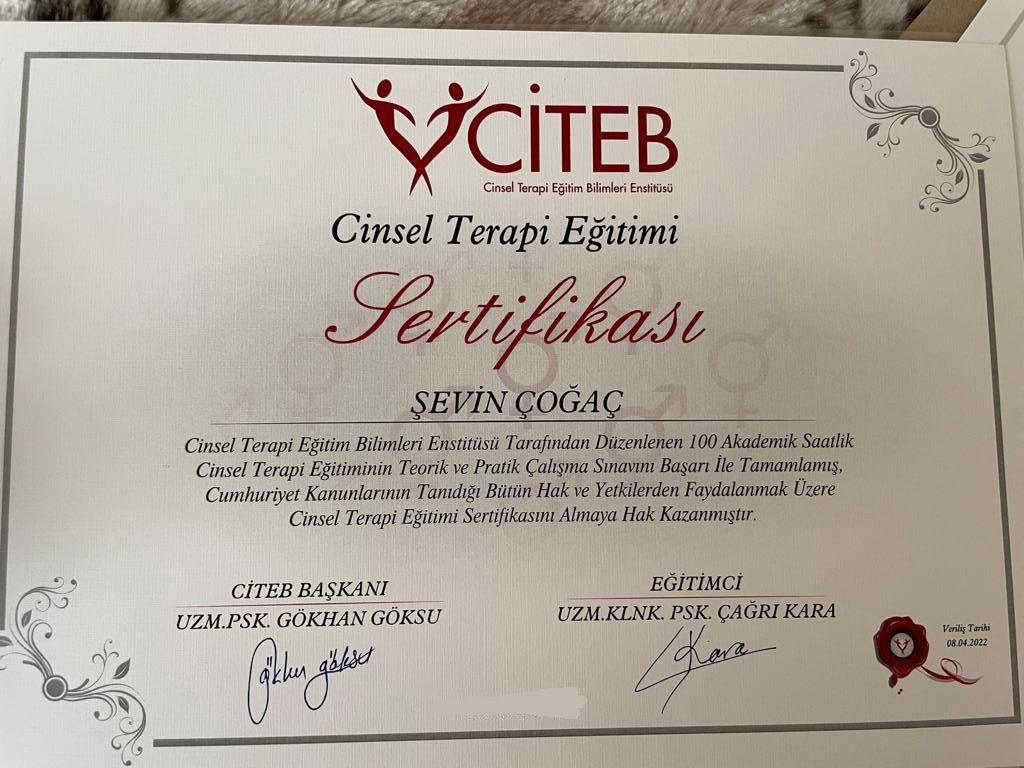 CİTEB
Cinsel Terapi Eğitim Bilimleri Enstitüsü
Cinsel Terapi Eğitimi
Sertifikası
ŞEVİN ÇOĞAÇ
Cinsel Terapi Eğitim Bilimleri Enstitüsü Tarafından Düzenlenen 100 Akademik Saatlik
Cinsel Terapi Eğitiminin Teorik ve Pratik Çalışma Sınavını Başarı İle Tamamlamış,
Cumhuriyet Kanunlarının Tanıdığı Bütün Hak ve Yetkilerden Faydalanmak Üzere
Cinsel Terapi Eğitimi Sertifikasını Almaya Hak Kazanmıştır.
CİTEB BAŞKANI
UZM.PSK. GÖKHAN GÖKSU
Gökhan göksu
EĞİTİMCİ
UZM.KLNK. PSK. ÇAĞRI KARA
Kara
Veriliş Tarihi
08.04.2022